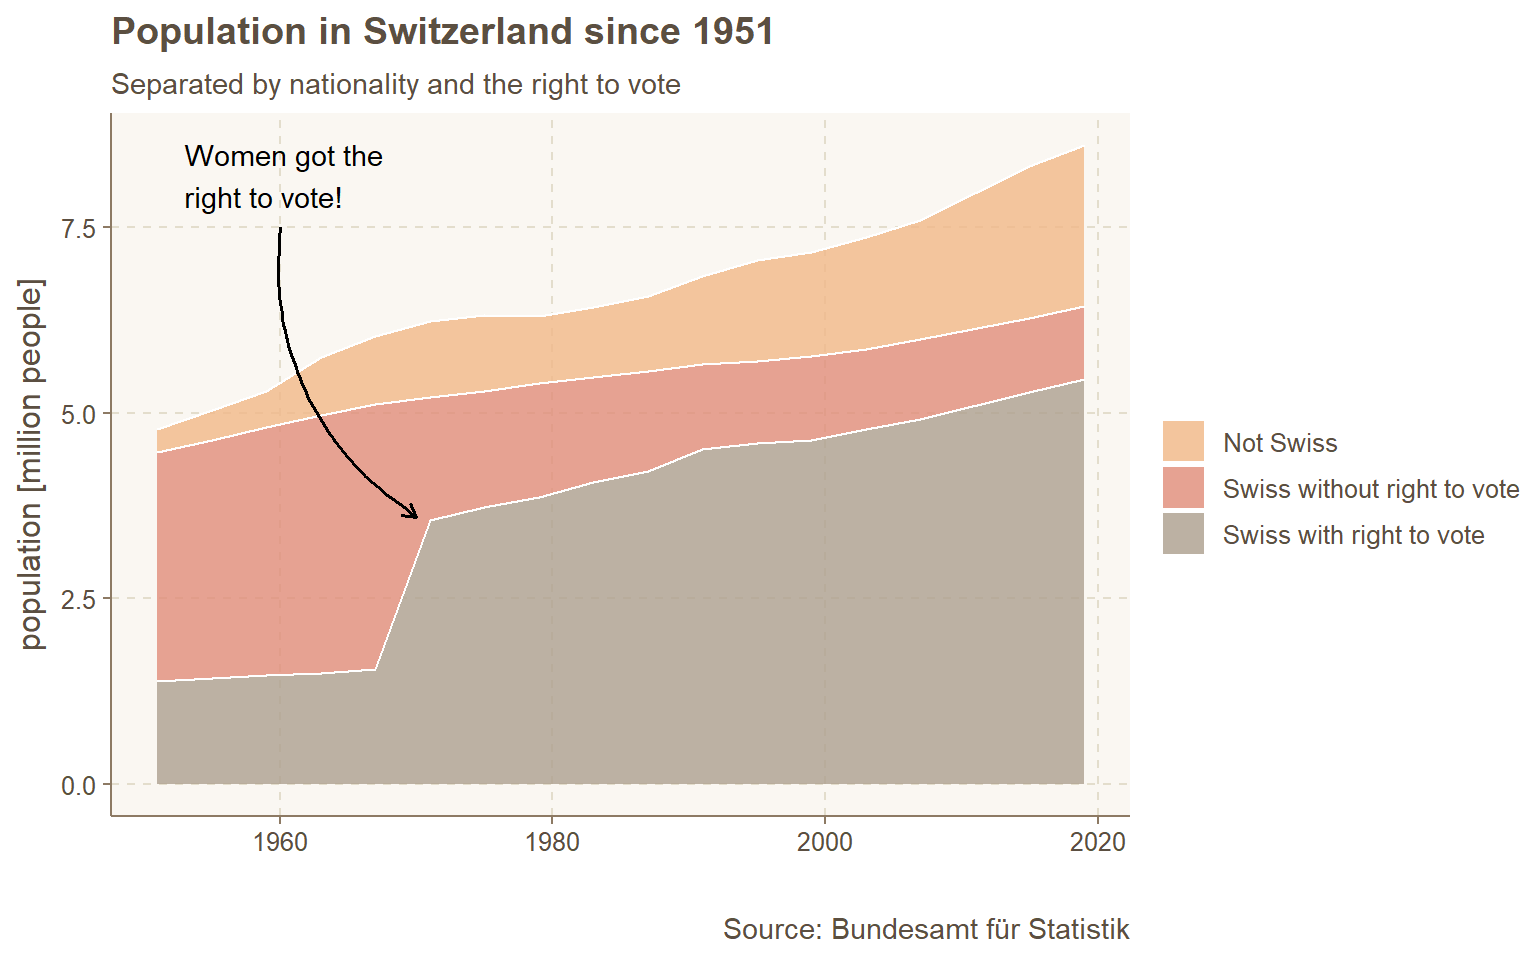 Population in Switzerland since 1951
Separated by nationality and the right to vote
Women got the
right to vote!
population [million people]
7.5
5.0
2.5
0.0
1960
1980
2000
2020
Not Swiss
Swiss without right to vote
Swiss with right to vote
Source: Bundesamt für Statistik